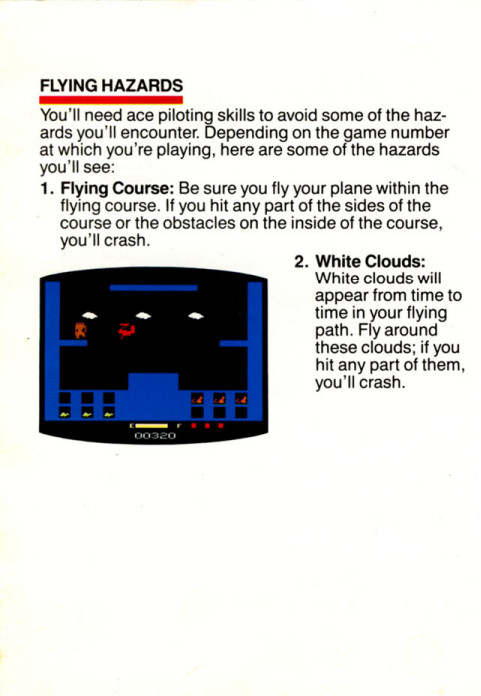 FLYING HAZARDS
You'll need ace piloting skills to avoid some of the haz-
ards you'll encounter. Depending on the game number
at which you're playing, here are some of the hazards
you'll see:
1. Flying Course: Be sure you fly your plane within the
flying course. If you hit any part of the sides of the
course or the obstacles on the inside of the course,
you'll crash.
2. White Clouds:
White clouds will
appear from time to
time in your flying
path. Fly around
these clouds; if you
hit any part of them,
you'll crash.
E F
00320